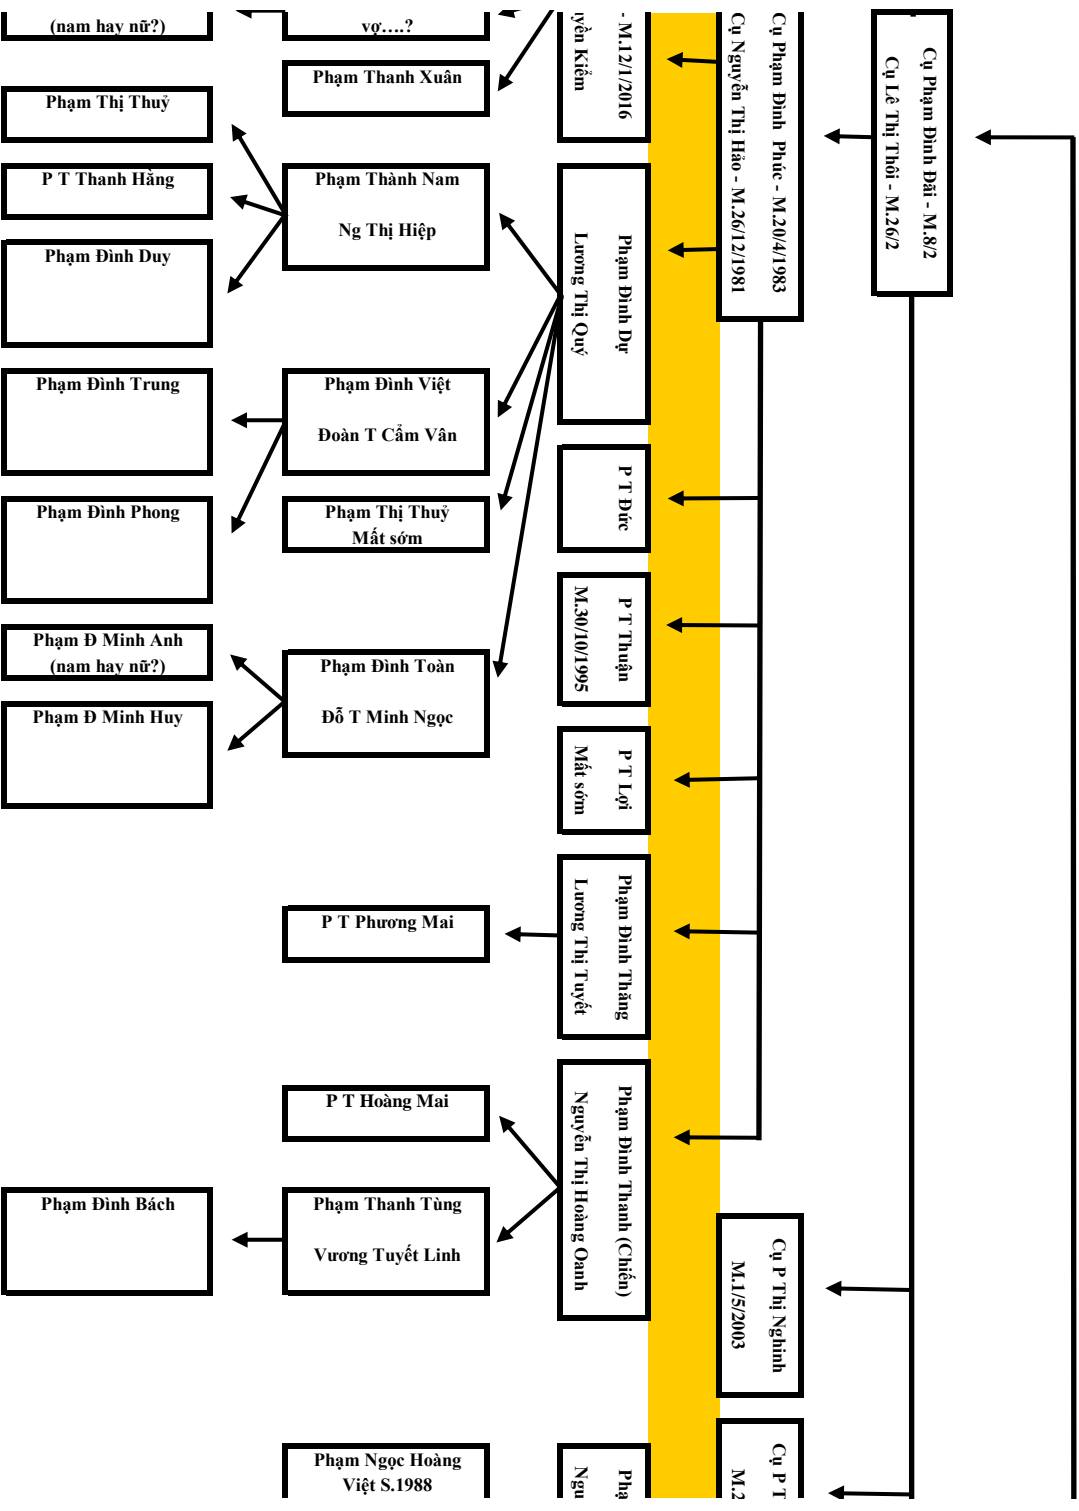 (nam hay nữ?)
vợ….?
Phạm Thanh Xuân
Phạm Thị Thuỷ
P T Thanh Hằng
Phạm Đình Duy
Phạm Thành Nam
Ng Thị Hiệp
Phạm Đình Trung
Phạm Đình Phong
Phạm Đình Việt
Đoàn T Cẩm Vân
Phạm Thị Thuỷ
Mất sớm
Phạm Đ Minh Anh
(nam hay nữ?)
Phạm Đ Minh Huy
Phạm Đình Toàn
Đỗ T Minh Ngọc
P T Phương Mai
P T Hoàng Mai
Phạm Đình Bách
Phạm Thanh Tùng
Vương Tuyết Linh
Phạm Ngọc Hoàng
Việt S.1988
- M.12/1/2016
Kiểm
Phạm Đình Dự
Lương Thị Quý
P T Đức
P T Thuận
M.30/10/1995
P T Lợi
Mất sớm
Phạm Đình Thăng
Lương Thị Tuyết
Phạm Đình Thanh (Chiến)
Nguyễn Thị Hoàng Oanh
Cụ Phạm Đình Phúc - M.20/4/1983
Cụ Nguyễn Thị Hảo - M.26/12/1981
Cụ P Thị Nghinh
M.1/5/2003
Cụ P T
M.2
Cụ Phạm Đình Đãi - M.8/2
Cụ Lê Thị Thôi - M.26/2